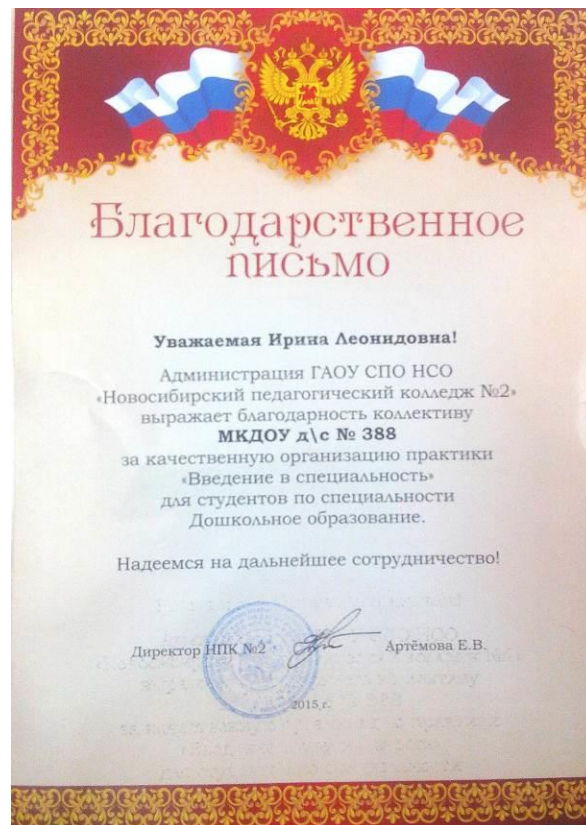 Благодарственное
письмо
Уважаемая Ирина Леонидовна!
Администрация ГАОУ СПО НСО
«Новосибирский педагогический колледж №2»
выражает благодарность коллективу
МКДОУ д\с № 388
за качественную организацию практики
«Введение в специальность»
для студентов по специальности
Дошкольное образование.
Надеемся на дальнейшее сотрудничество!
Директор НПК №2 Артёмова Е.В.
2015 г.